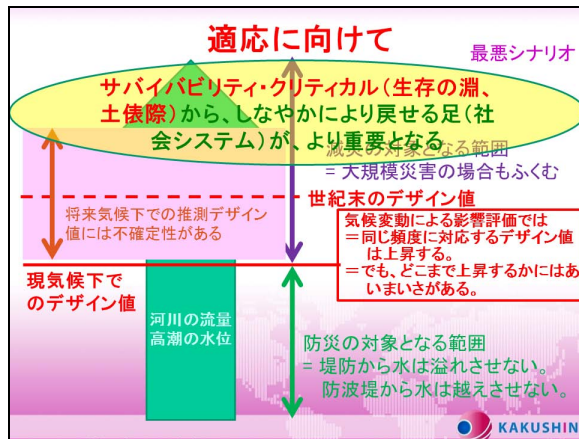 適応に向けて
最悪シナリオ
サバイバビリティ・クリティカル(生存の淵、
土俵際)から、しなやかにより戻せる足(社
会システム)が、より重要となる
減災の対象となる範囲
= 大規模災害の場合もふくむ
世紀末のデザイン値
将来気候下での推測デザイン
値には不確定性がある
気候変動による影響評価では
=同じ頻度に対応するデザイン値
は上昇する。
=でも、どこまで上昇するかにはあ
いまいさがある。
現気候下で
のデザイン値
河川の流量
高潮の水位
防災の対象となる範囲
= 堤防から水は溢れさせない。
防波堤から水は越えさせない。
KAKUSHIN